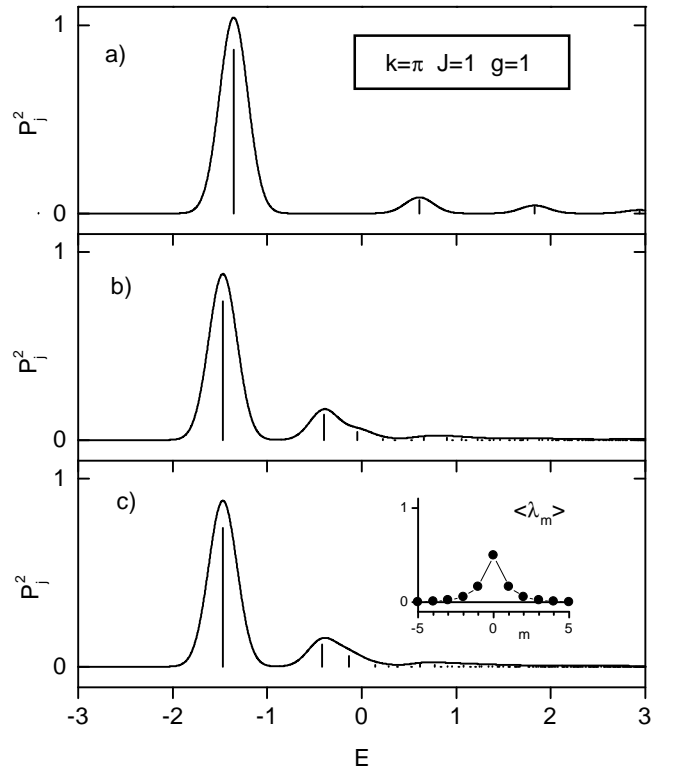 1
a)
k=π J=1 g=1
P_j^2
0
1
b)
P_j^2
0
1
c)
<λ_m>
1
P_j^2
0
-5 0 m 5
0
-3 -2 -1 0 1 2 3
E